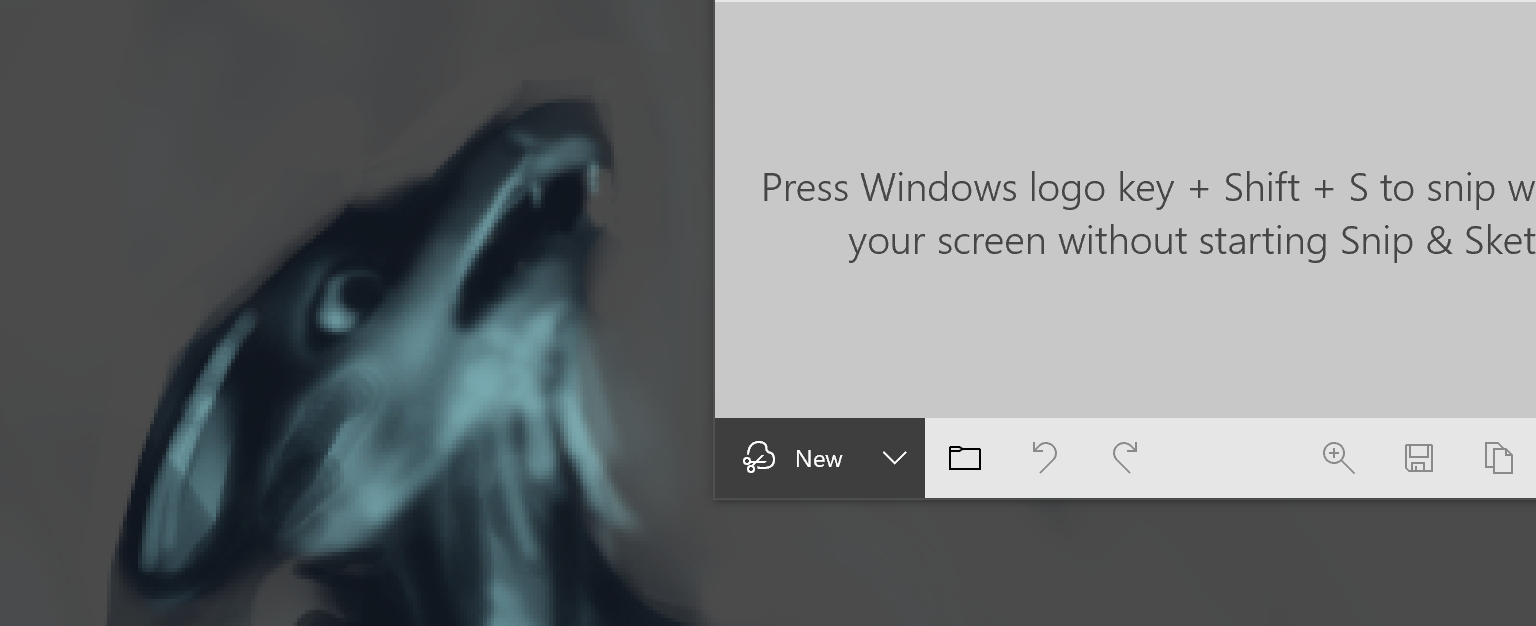 Press Windows logo key + Shift + S to snip w
your screen without starting Snip & Sket
New